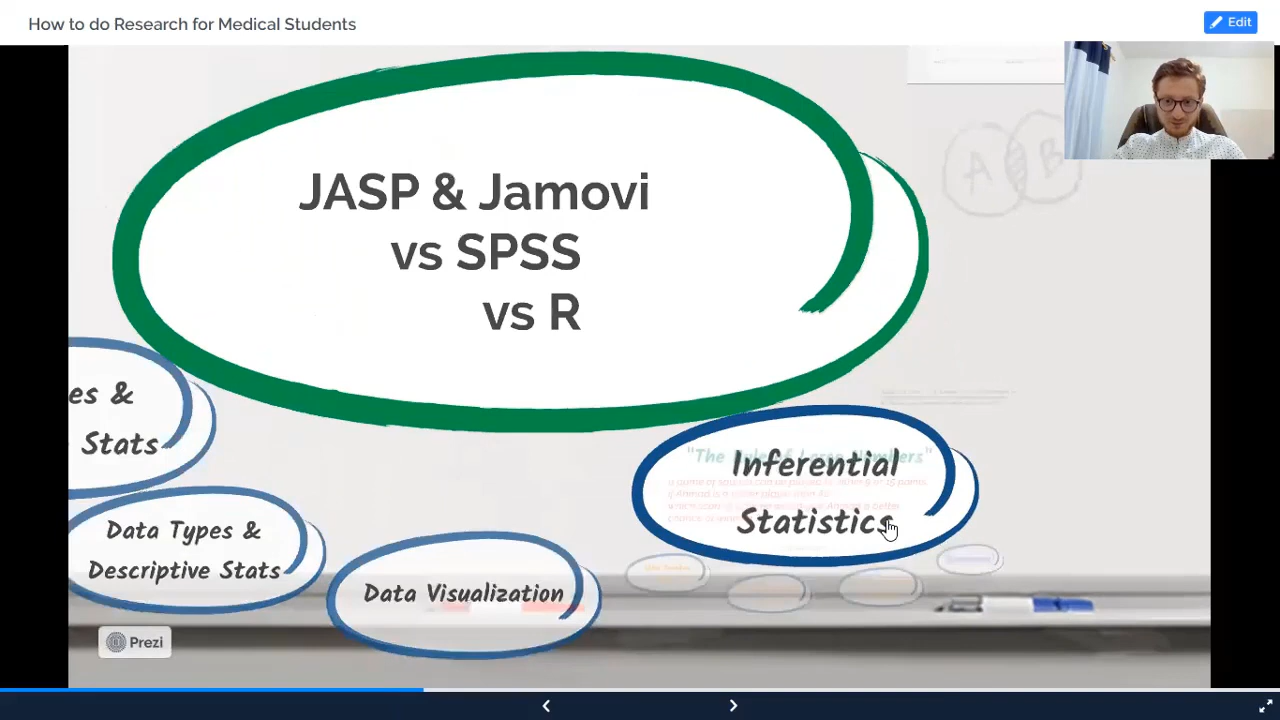 How to do Research for Medical Students
Edit
JASP & Jamovi
vs SPSS
vs R
A B
es &
Stats
Inferential
Statistics
Data Types &
Descriptive Stats
Data Visualization
Prezi